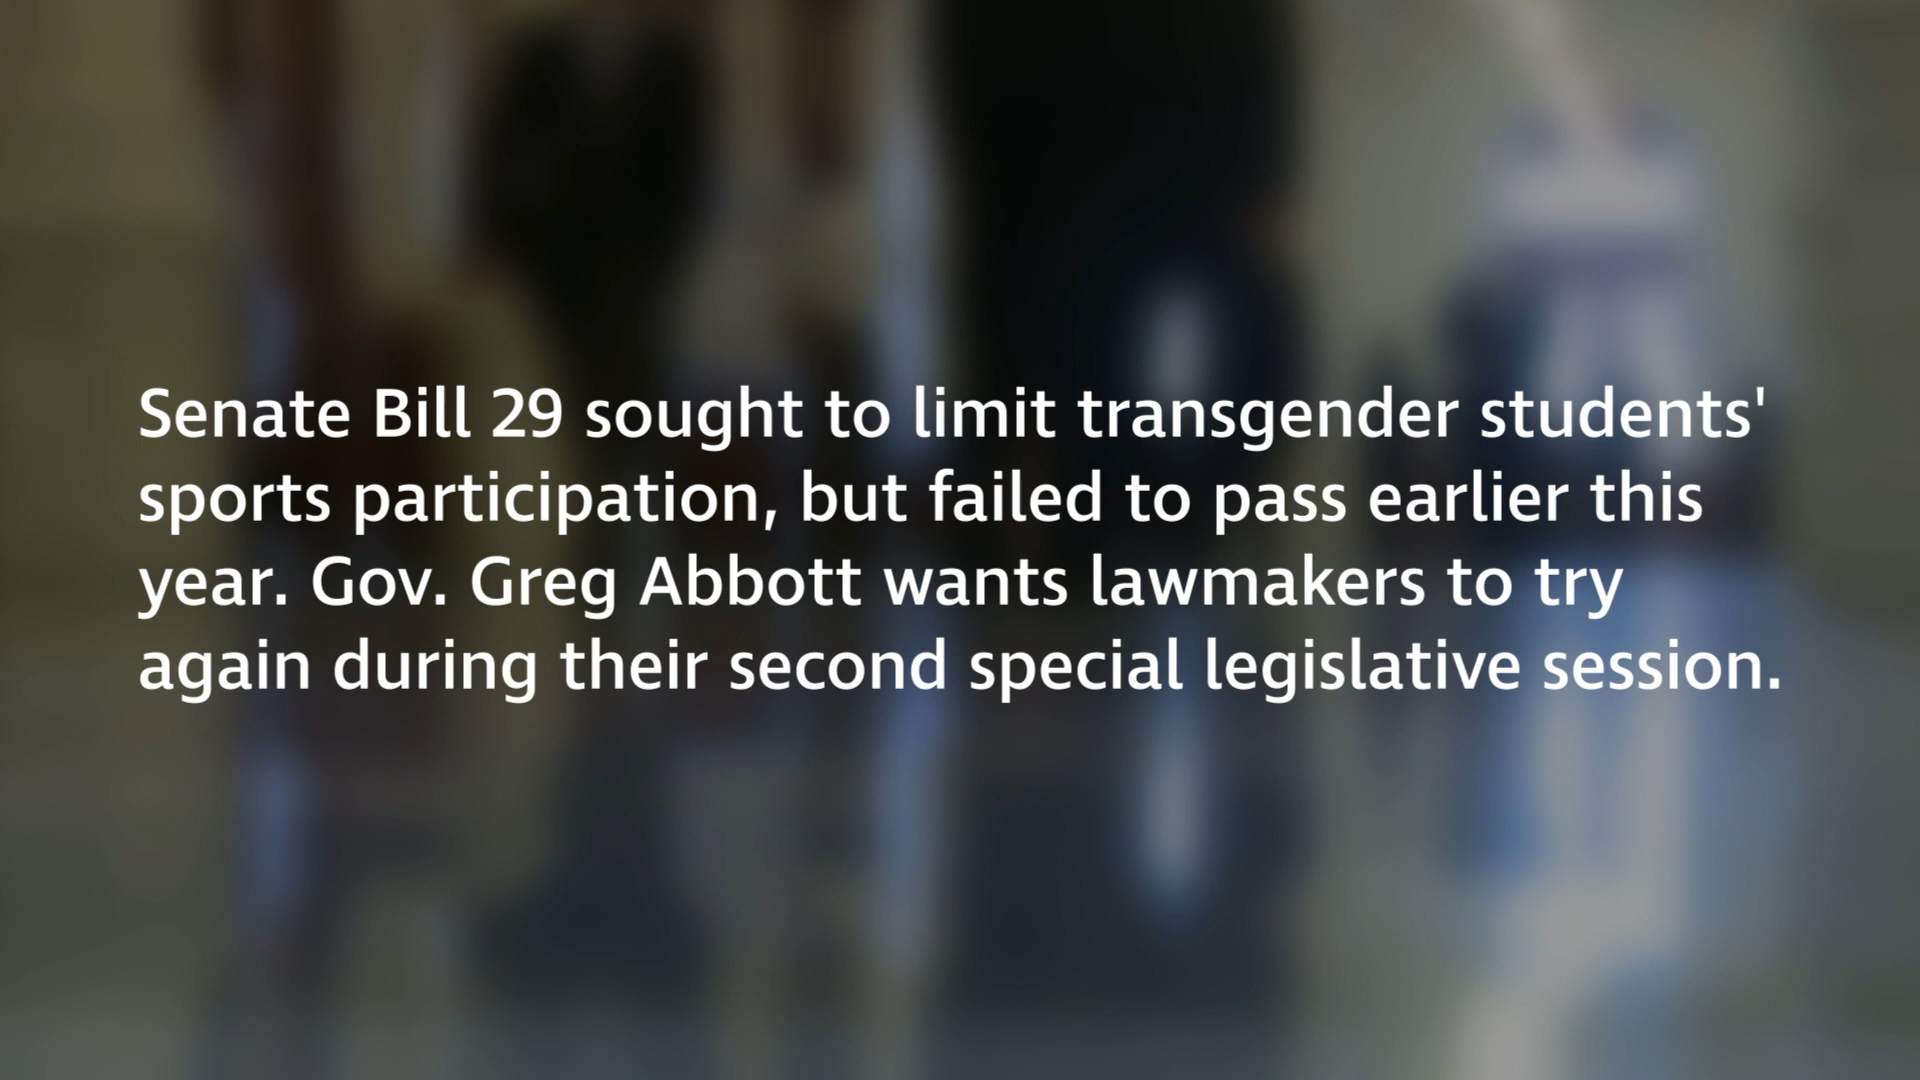 Senate Bill 29 sought to limit transgender students'
sports participation, but failed to pass earlier this
year. Gov. Greg Abbott wants lawmakers to try
again during their second special legislative session.